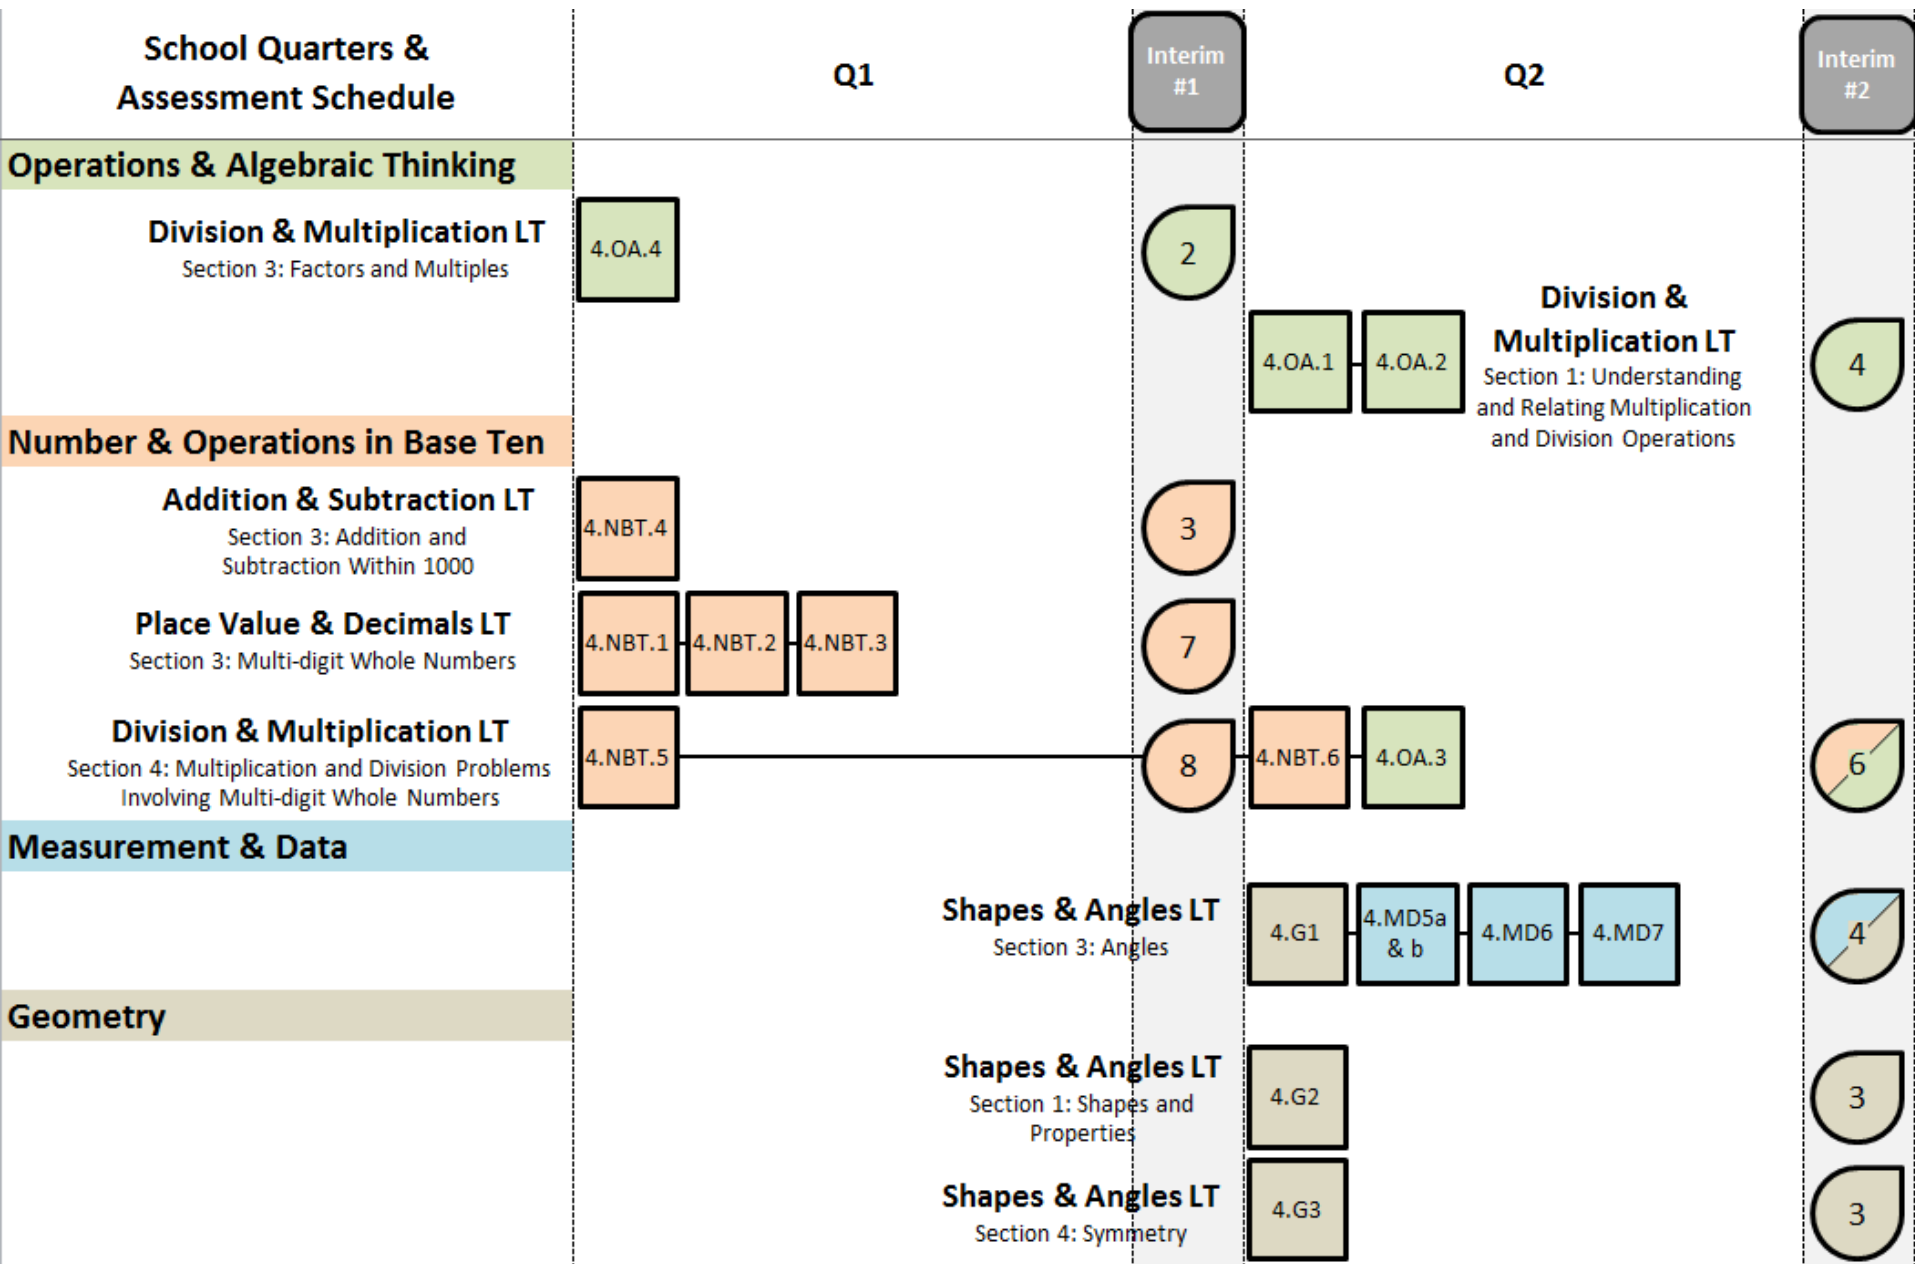 School Quarters &
Assessment Schedule
Q1
Interim
#1
Q2
Interim
#2
Operations & Algebraic Thinking
Division & Multiplication LT
Section 3: Factors and Multiples
4.OA.4
2
4.OA.1
4.OA.2
Division &
Multiplication LT
Section 1: Understanding
and Relating Multiplication
and Division Operations
4
Number & Operations in Base Ten
Addition & Subtraction LT
Section 3: Addition and
Subtraction Within 1000
4.NBT.4
3
Place Value & Decimals LT
Section 3: Multi-digit Whole Numbers
4.NBT.1
4.NBT.2
4.NBT.3
7
Division & Multiplication LT
Section 4: Multiplication and Division Problems
Involving Multi-digit Whole Numbers
4.NBT.5
8
4.NBT.6
4.OA.3
6
Measurement & Data
Shapes & Angles LT
Section 3: Angles
4.G1
4.MD5a
& b
4.MD6
4.MD7
4
Geometry
Shapes & Angles LT
Section 1: Shapes and
Properties
4.G2
3
Shapes & Angles LT
Section 4: Symmetry
4.G3
3